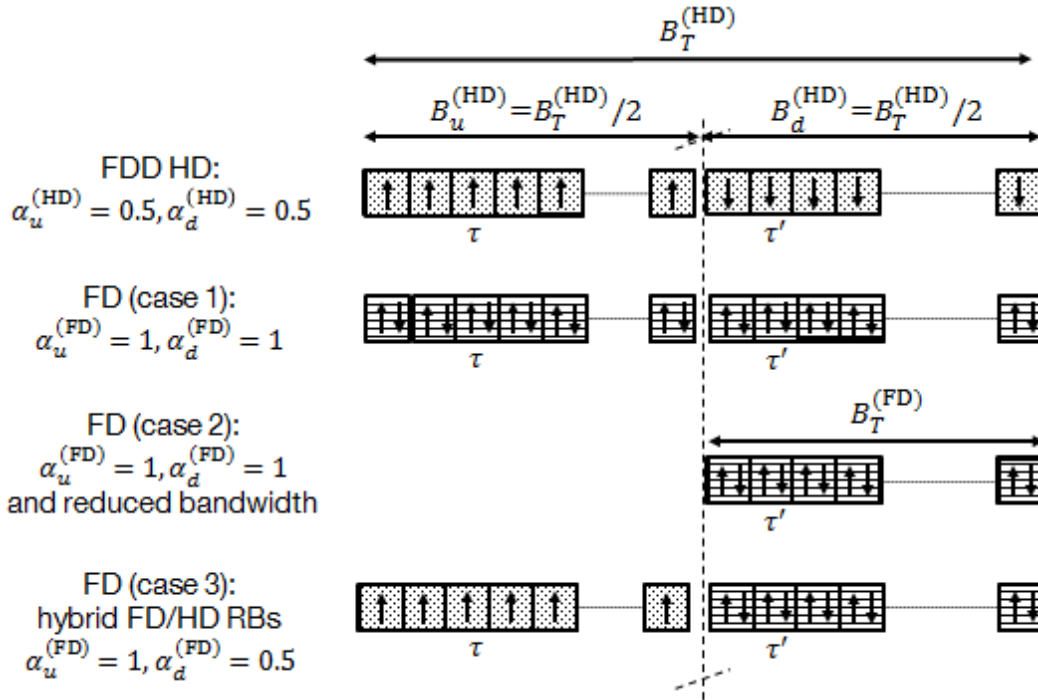 B_T^(HD)
B_u^(HD)=B_T^(HD)/2 B_d^(HD)=B_T^(HD)/2
FDD HD:
α_u^(HD) = 0.5, α_d^(HD) = 0.5
τ τ′
FD (case 1):
α_u^(FD) = 1, α_d^(FD) = 1
τ τ′
FD (case 2):
α_u^(FD) = 1, α_d^(FD) = 1
and reduced bandwidth
B_T^(FD)
τ′
FD (case 3):
hybrid FD/HD RBs
α_u^(FD) = 1, α_d^(FD) = 0.5
τ τ′